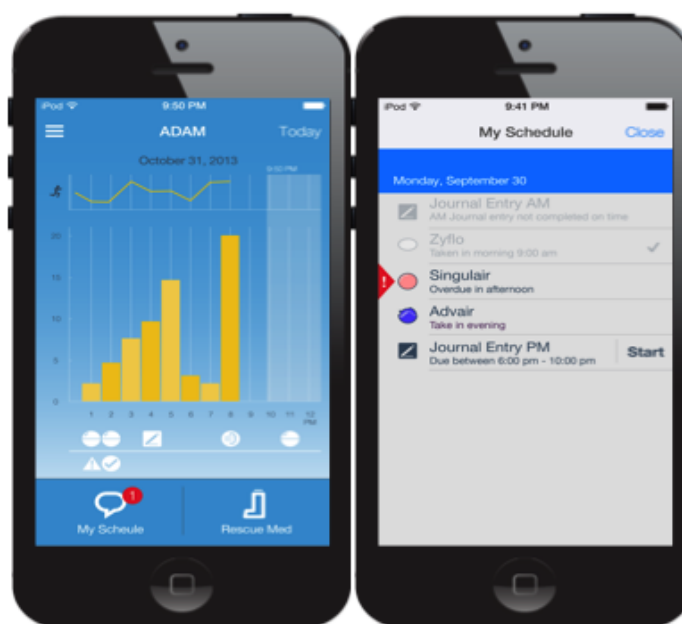 iPod 9:50 PM
ADAM Today
October 31, 2013
20
15
10
5
0
1 2 3 4 5 6 7 8 9 10 11 12
PM
1
My Scheule Rescue Med
iPod 9:41 PM
My Schedule Close
Monday, September 30
Journal Entry AM
AM Journal entry not completed on time
Zyflo
Taken in morning 9:00 am
!
Singulair
Overdue in afternoon
Advair
Take in evening
Journal Entry PM
Due between 6:00 pm - 10:00 pm
Start